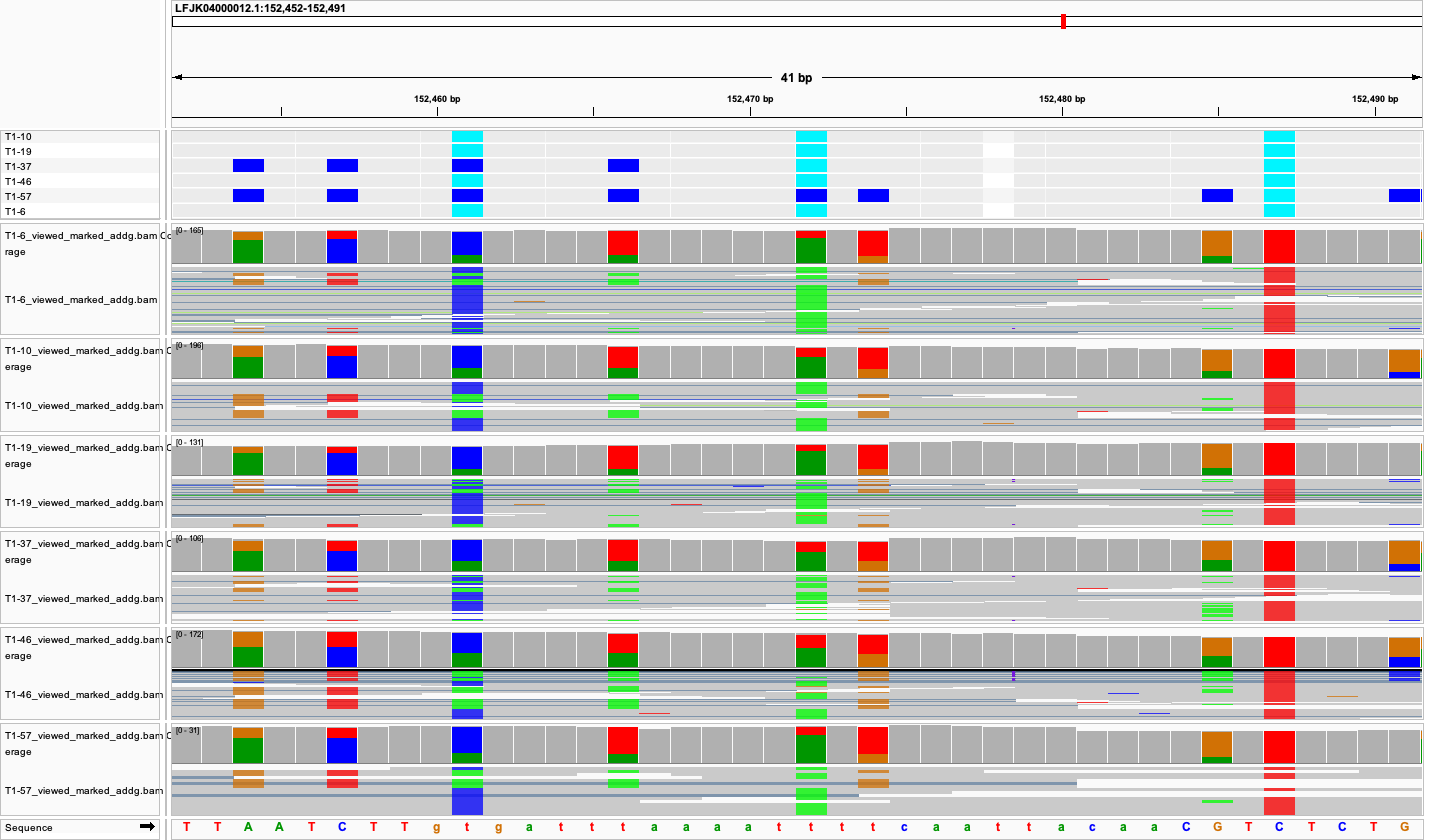 LFJK04000012.1:152,452-152,491
41 bp
152,460 bp 152,470 bp 152,480 bp 152,490 bp
T1-10
T1-19
T1-37
T1-46
T1-57
T1-6
T1-6_viewed_marked_addg.bam Co
rage
[0 - 165]
T1-6_viewed_marked_addg.bam
T1-10_viewed_marked_addg.bam C
erage
[0 - 196]
T1-10_viewed_marked_addg.bam
T1-19_viewed_marked_addg.bam C
erage
[0 - 131]
T1-19_viewed_marked_addg.bam
T1-37_viewed_marked_addg.bam C
erage
[0 - 106]
T1-37_viewed_marked_addg.bam
T1-46_viewed_marked_addg.bam C
erage
[0 - 172]
T1-46_viewed_marked_addg.bam
T1-57_viewed_marked_addg.bam C
erage
[0 - 31]
T1-57_viewed_marked_addg.bam
Sequence T T A A T C T T g t g a t t t a a a a t t t t c a a t t a c a a C G T C T C T G